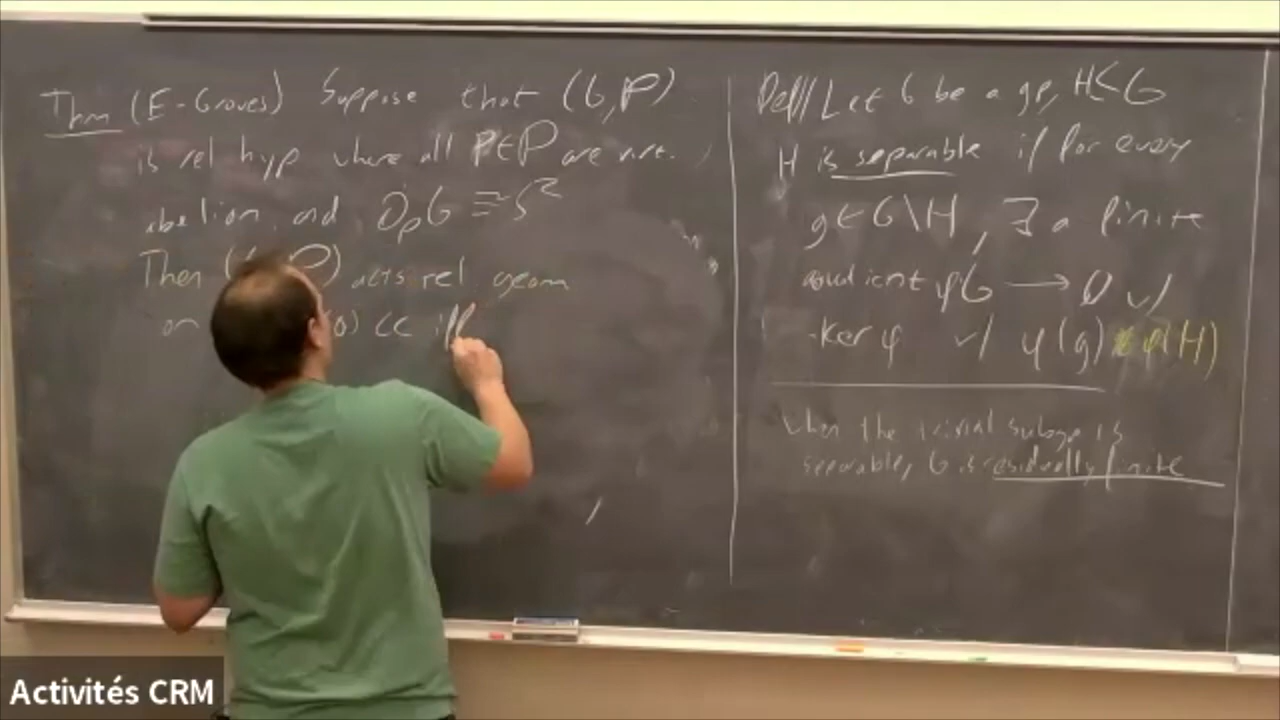 Thm (E-Groves) Suppose that (G,P)
is rel hyp where all P∈P are virt.
abelian and ∂pG ≅ S²
Then P) acts rel geom
on (0) CC iff
Def// Let G be a gp, H≤G
H is separable if for every
g∈G\H, ∃ a finite
quotient φG → Q w/
ker φ w/ φ(g) φ(H)
when the trivial subgp is
separable, G is residually finite
Activités CRM